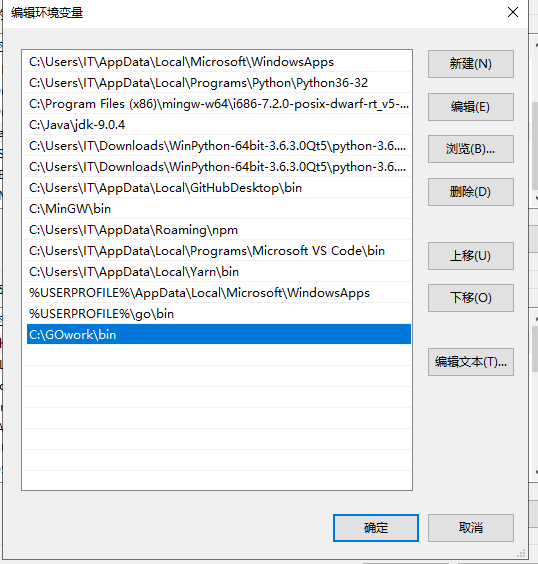 编辑环境变量
C:\Users\IT\AppData\Local\Microsoft\WindowsApps
新建(N)
C:\Users\IT\AppData\Local\Programs\Python\Python36-32
C:\Program Files (x86)\mingw-w64\i686-7.2.0-posix-dwarf-rt_v5-...
编辑(E)
C:\Java\jdk-9.0.4
C:\Users\IT\Downloads\WinPython-64bit-3.6.3.0Qt5\python-3.6....
浏览(B)...
C:\Users\IT\Downloads\WinPython-64bit-3.6.3.0Qt5\python-3.6....
C:\Users\IT\AppData\Local\GitHubDesktop\bin
删除(D)
C:\MinGW\bin
C:\Users\IT\AppData\Roaming\npm
C:\Users\IT\AppData\Local\Programs\Microsoft VS Code\bin
上移(U)
C:\Users\IT\AppData\Local\Yarn\bin
%USERPROFILE%\AppData\Local\Microsoft\WindowsApps
下移(O)
%USERPROFILE%\go\bin
C:\GOwork\bin
编辑文本(T)...
确定
取消